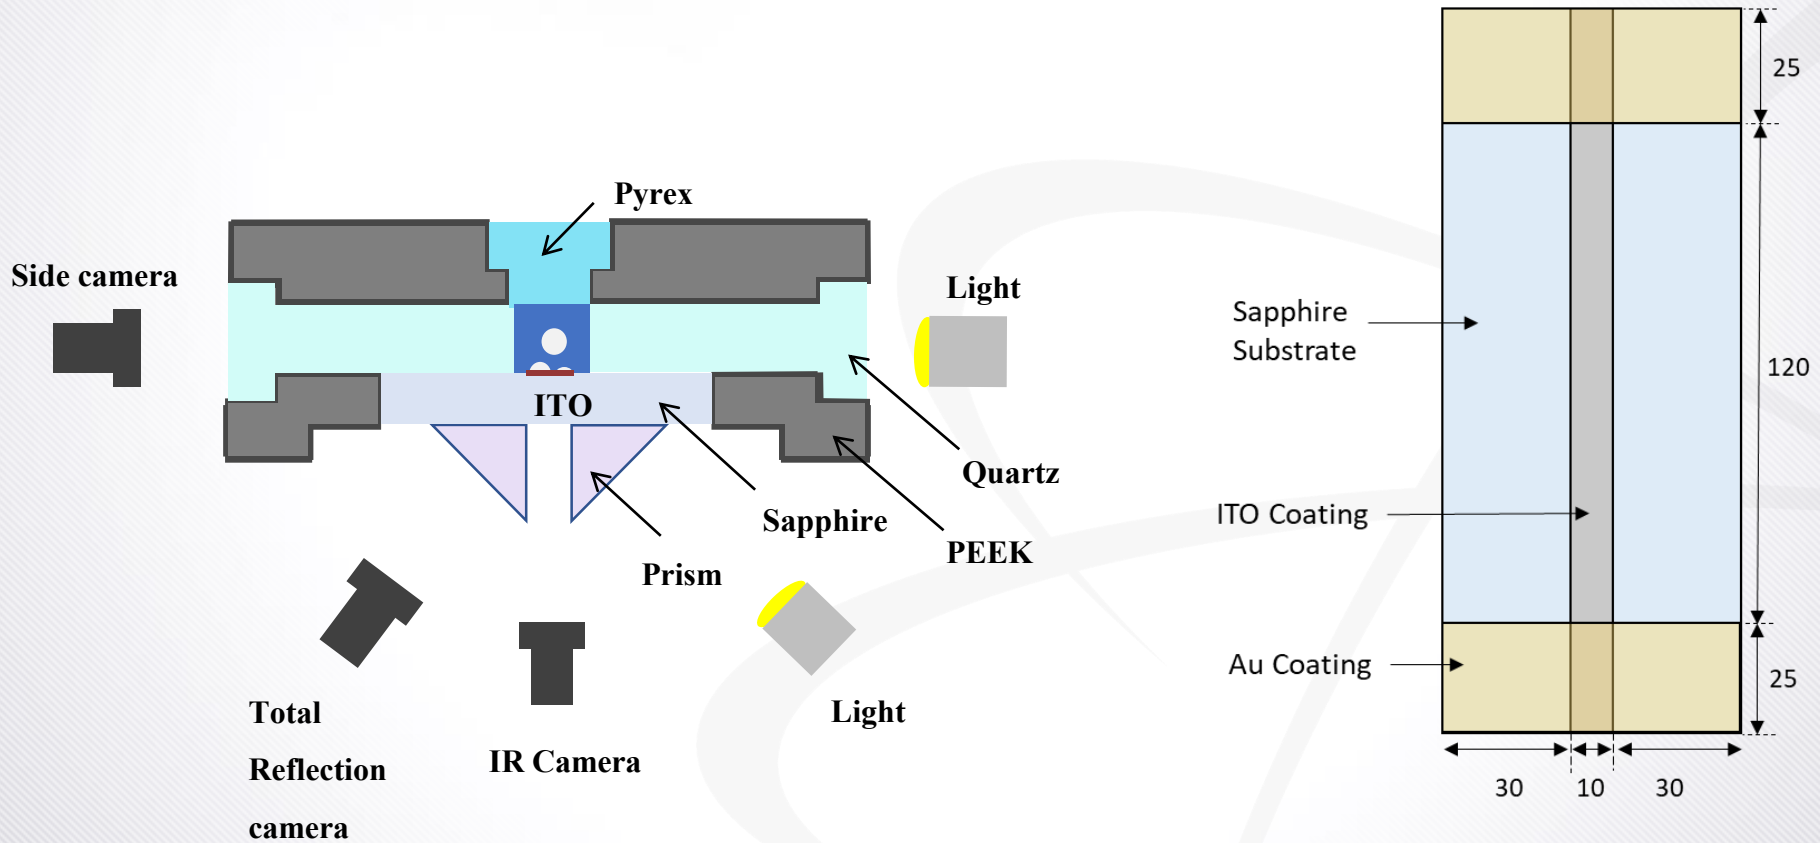 Pyrex
Side camera
Light
ITO
Quartz
Sapphire
PEEK
Prism
Total
Reflection
camera
IR Camera
Light
25
Sapphire
Substrate
120
ITO Coating
Au Coating
25
30
10
30